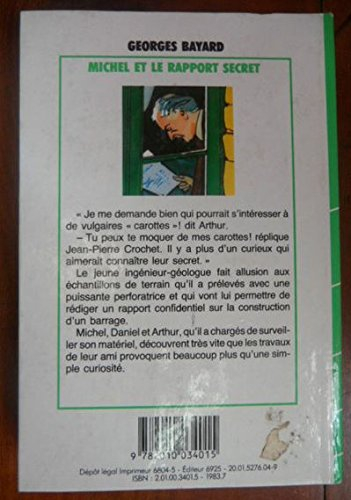 GEORGES BAYARD
MICHEL ET LE RAPPORT SECRET
« Je me demande bien qui pourrait s'intéresser à
de vulgaires « carottes »! dit Arthur.
– Tu peux te moquer de mes carottes! réplique
Jean-Pierre Crochet. Il y a plus d'un curieux qui
aimerait connaître leur secret. »
Le jeune ingénieur-géologue fait allusion aux
échantillons de terrain qu'il a prélevés avec une
puissante perforatrice et qui vont lui permettre de
rédiger un rapport confidentiel sur la construction
d'un barrage.
Michel, Daniel et Arthur, qu'il a chargés de surveil-
ler son matériel, découvrent très vite que les travaux
de leur ami provoquent beaucoup plus qu'une sim-
ple curiosité.
9 782010 034015
Dépôt légal Imprimeur 6804-5 - Éditeur 6925 - 20.01.5276.04-9
ISBN : 2.01.00.3401.5 - 1983.7